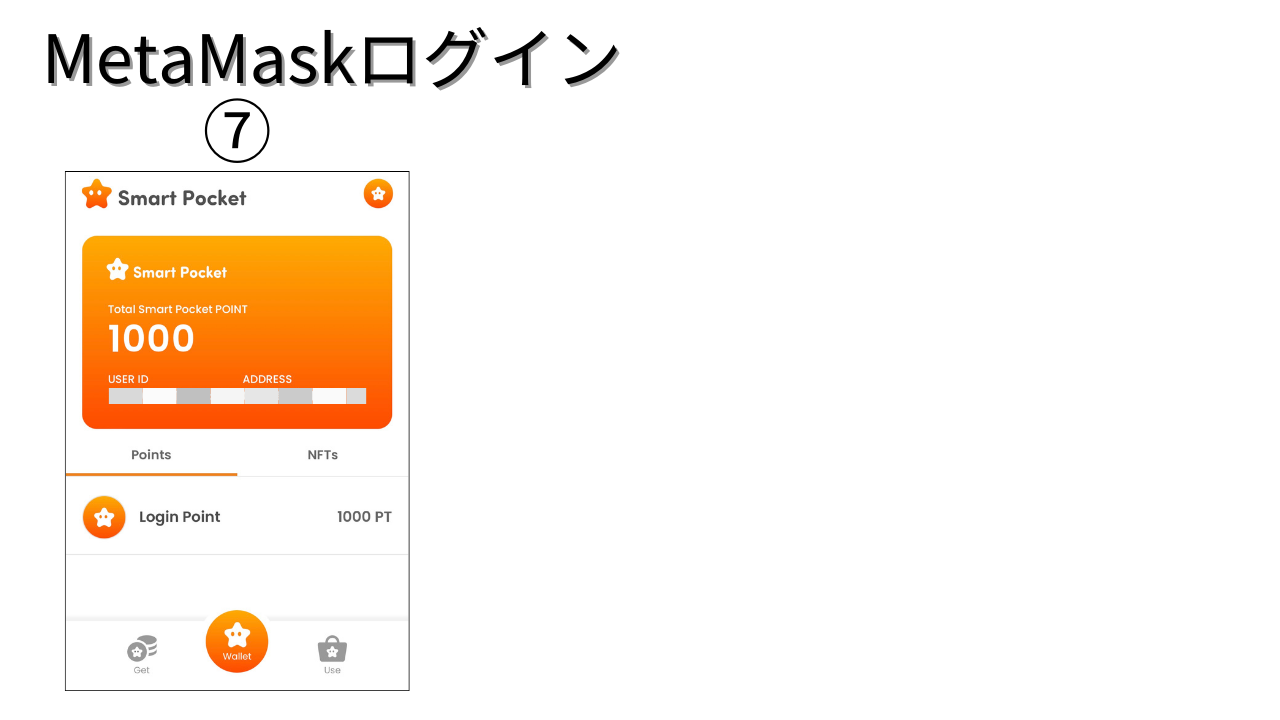 MetaMaskログイン
⑦
Smart Pocket
Smart Pocket
Total Smart Pocket POINT
1000
USER ID ADDRESS
Points NFTs
Login Point 1000 PT
Get Wallet Use